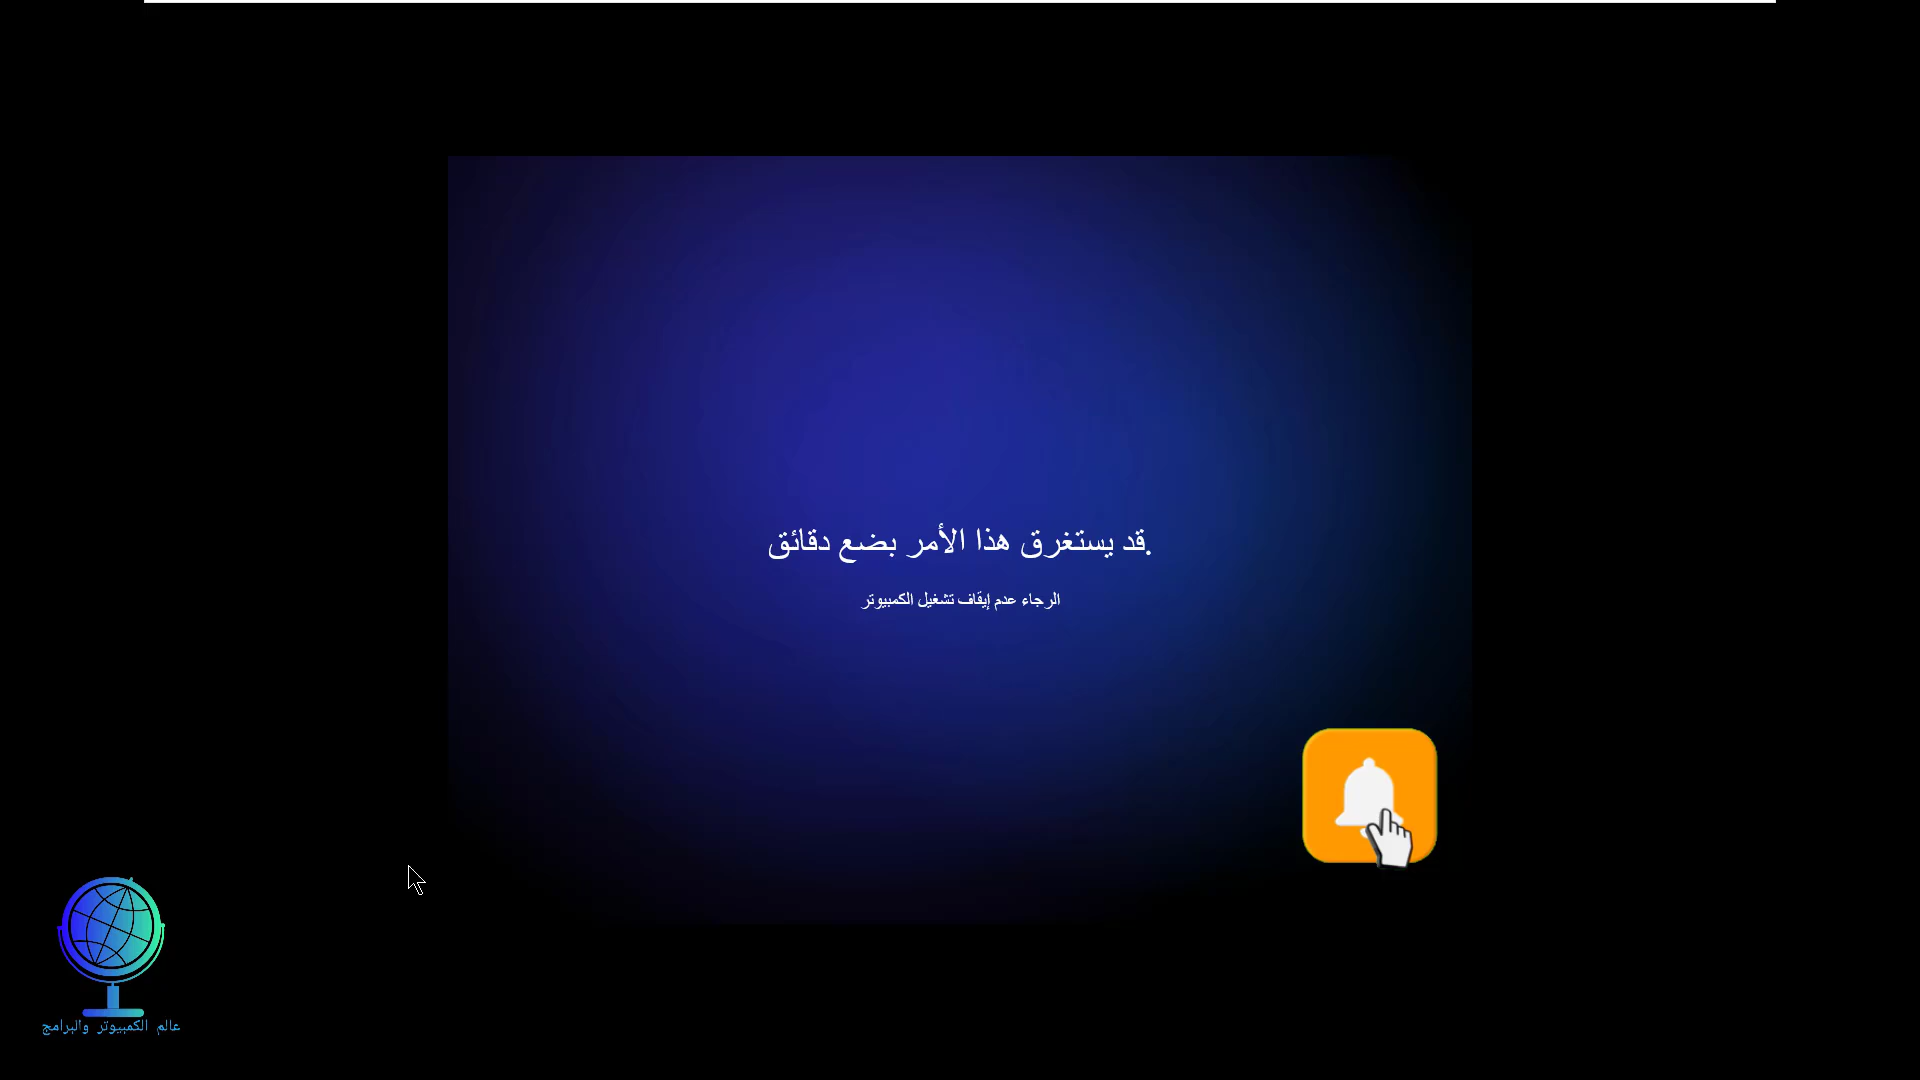 قد يستغرق هذا الأمر بضع دقائق.
الرجاء عدم إيقاف تشغيل الكمبيوتر
عالم الكمبيوتر والبرامج